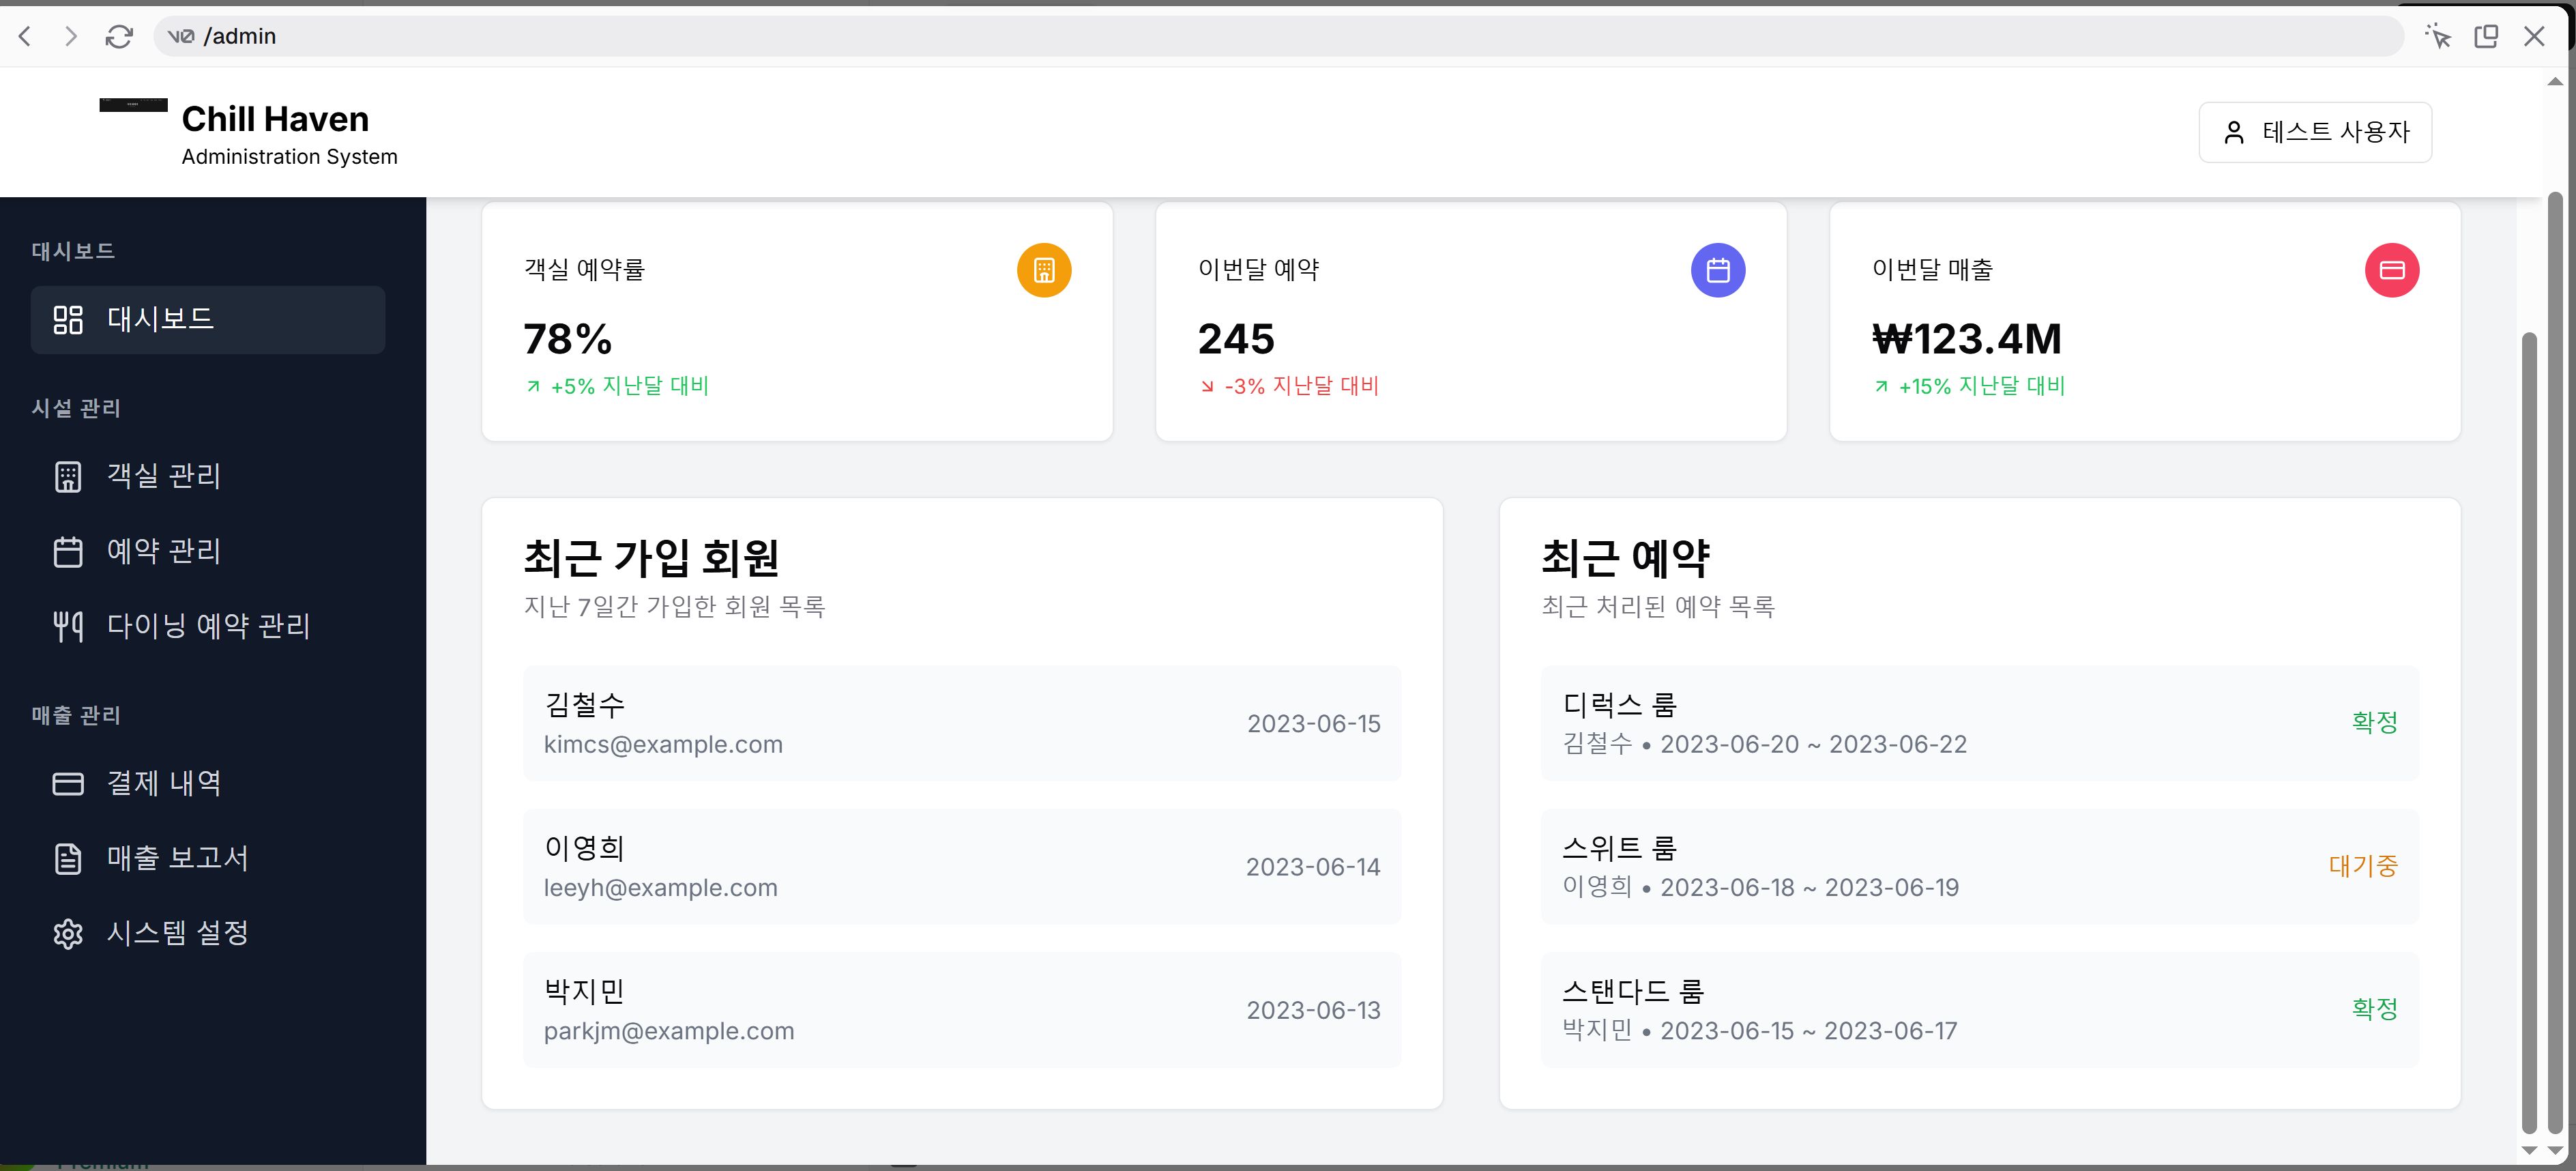 v0 /admin
Chill Haven
Administration System
테스트 사용자
대시보드
대시보드
시설 관리
객실 관리
예약 관리
다이닝 예약 관리
매출 관리
결제 내역
매출 보고서
시스템 설정
객실 예약률
78%
+5% 지난달 대비
이번달 예약
245
-3% 지난달 대비
이번달 매출
₩123.4M
+15% 지난달 대비
최근 가입 회원
지난 7일간 가입한 회원 목록
김철수
kimcs@example.com
2023-06-15
이영희
leeyh@example.com
2023-06-14
박지민
parkjm@example.com
2023-06-13
최근 예약
최근 처리된 예약 목록
디럭스 룸
김철수 • 2023-06-20 ~ 2023-06-22
확정
스위트 룸
이영희 • 2023-06-18 ~ 2023-06-19
대기중
스탠다드 룸
박지민 • 2023-06-15 ~ 2023-06-17
확정